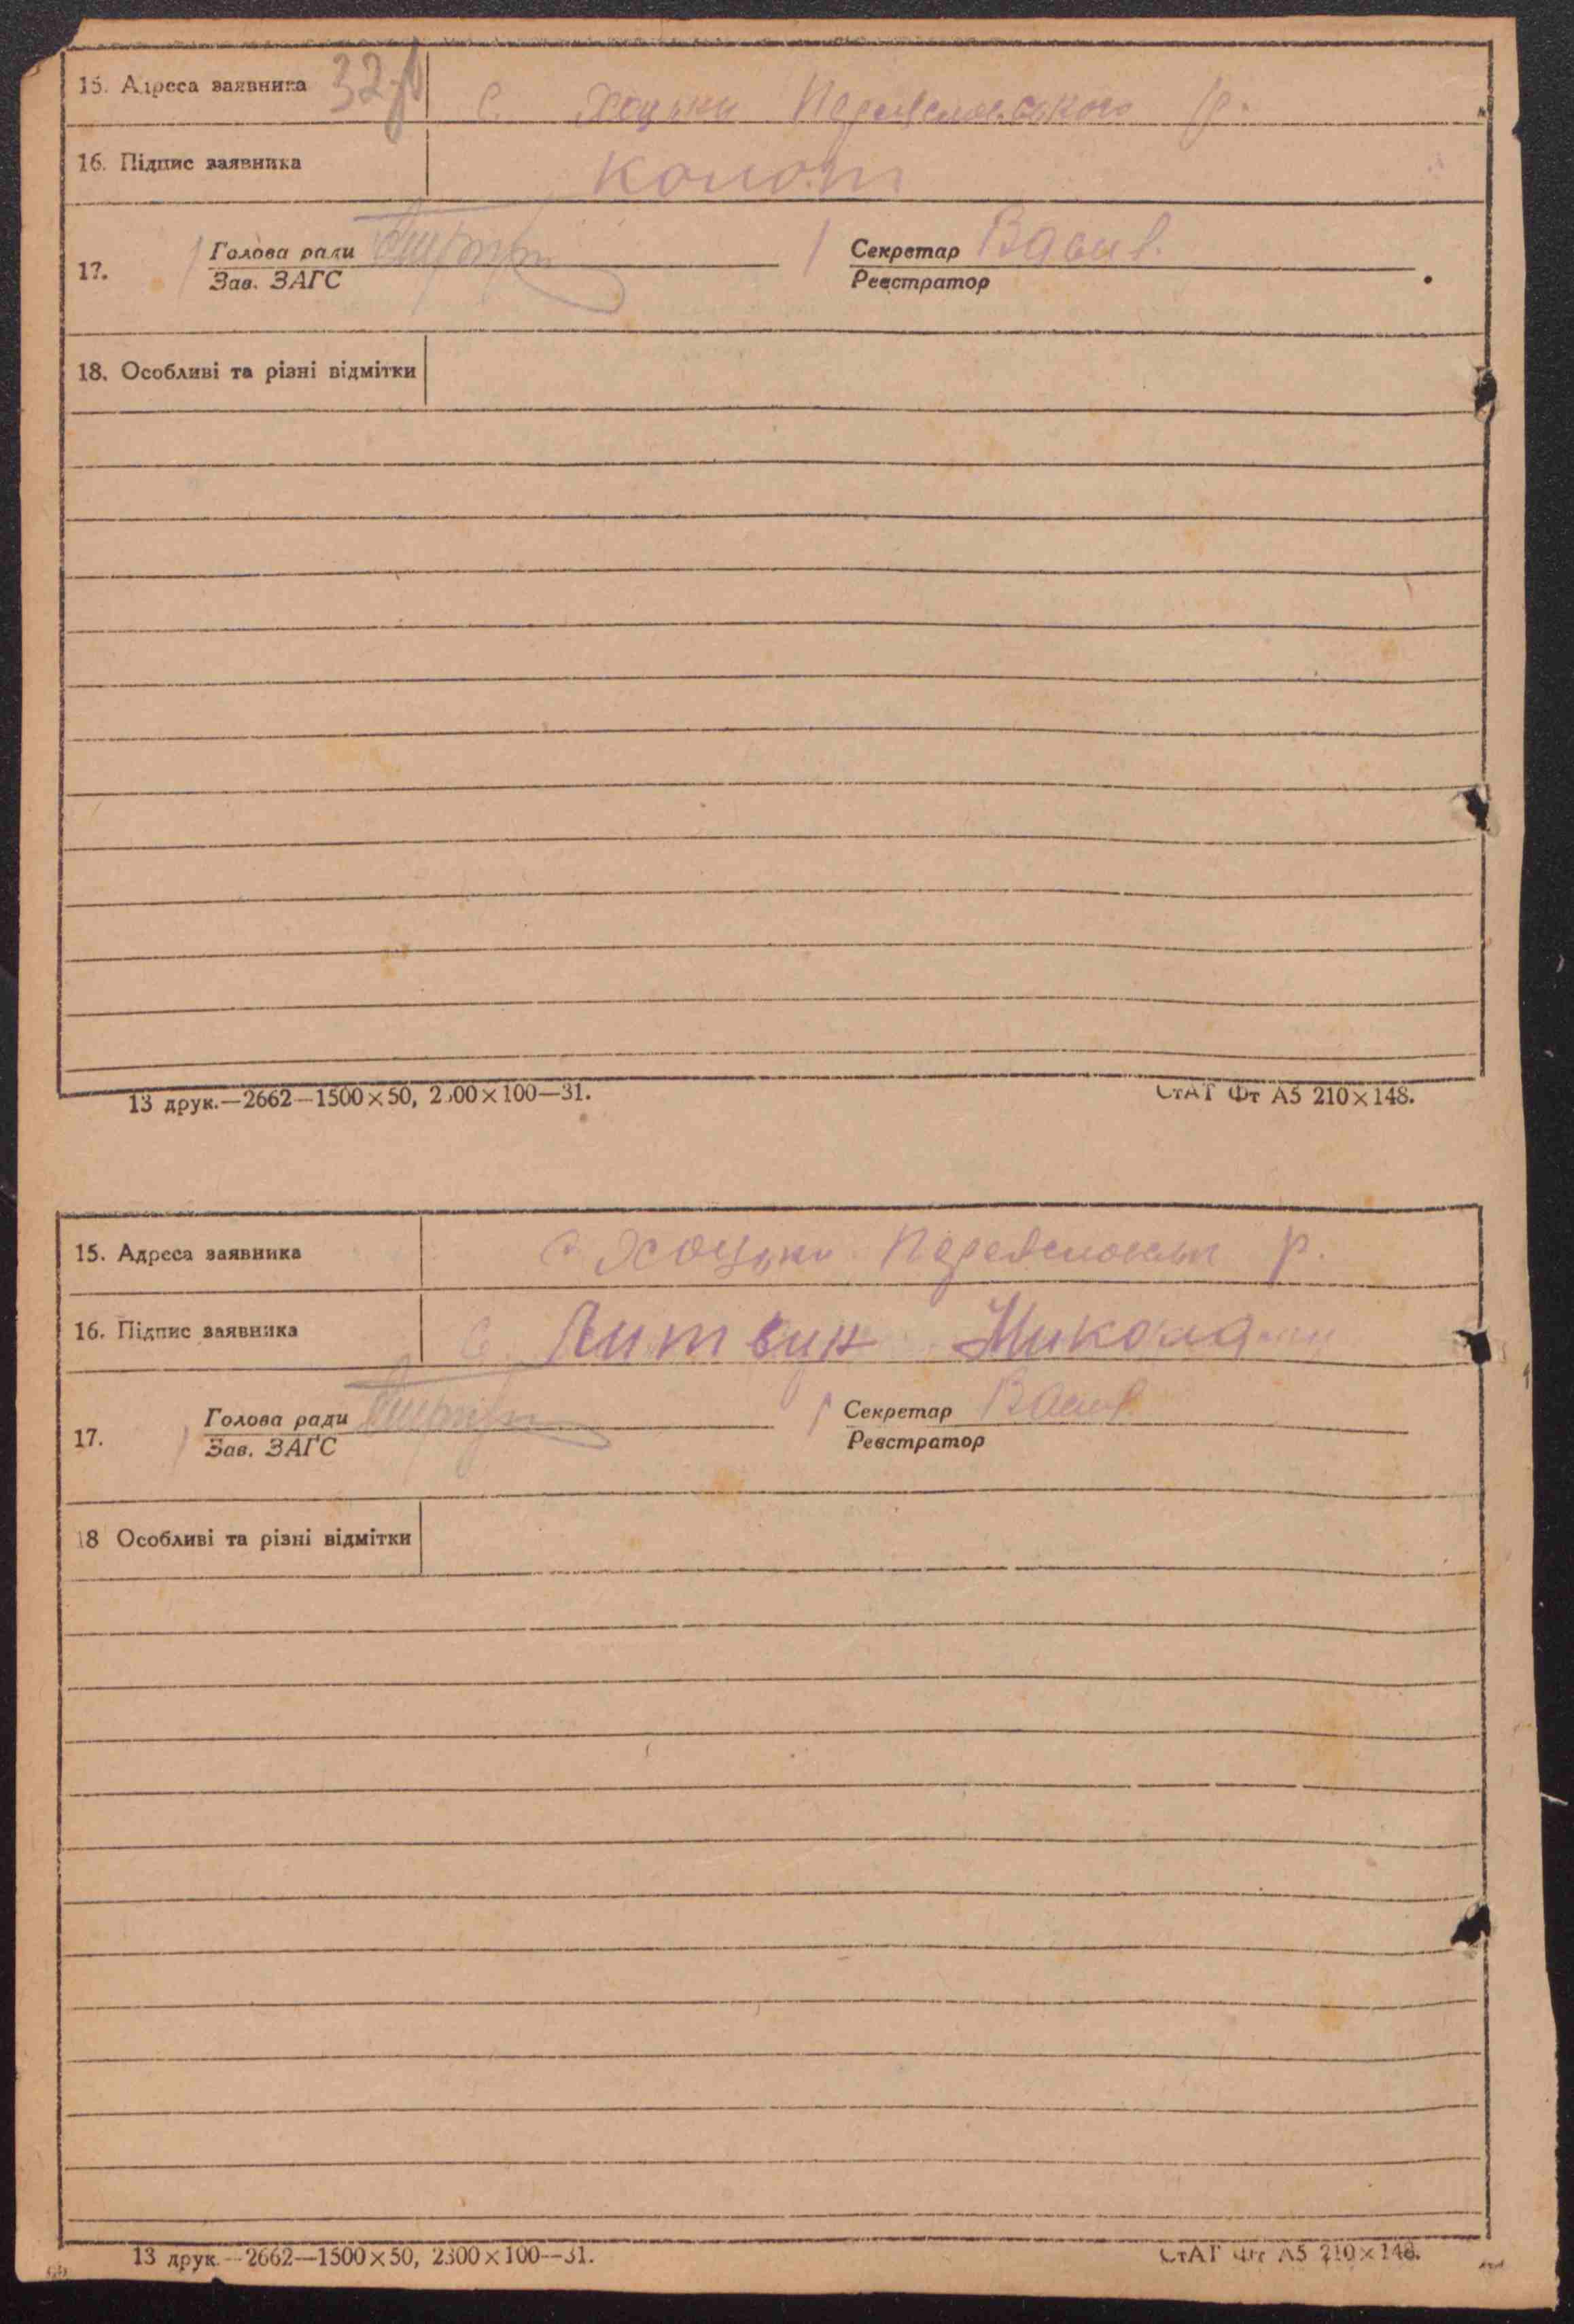 15. Адреса заявника 32 с. Хоцьки Переяславського р.
16. Підпис заявника Коло
17. Голова ради Секретар Васил.
Зав. ЗАГС Реєстратор
18. Особливі та різні відмітки
13 друк.—2662—1500×50, 2300×100—31. СтАТ Фт А5 210×148.
15. Адреса заявника с. Хоцьки Переяславськ р.
16. Підпис заявника Литвин Микола
17. Голова ради Секретар Васил.
Зав. ЗАГС Реєстратор
18 Особливі та різні відмітки
13 друк.—2662—1500×50, 2300×100—31. СтАТ Фт А5 210×148.